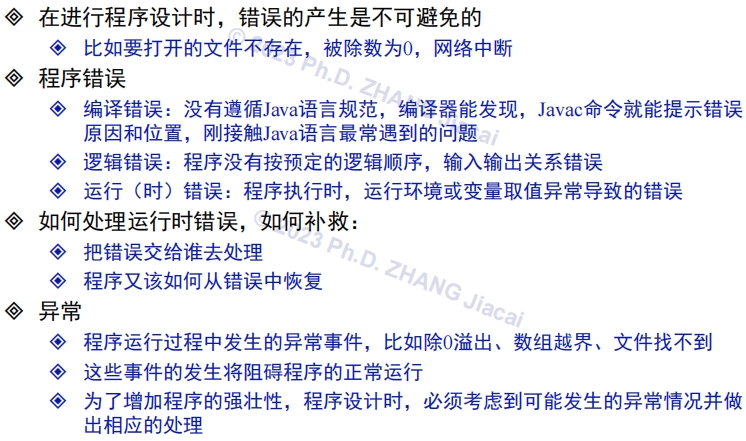 在进行程序设计时，错误的产生是不可避免的
比如要打开的文件不存在，被除数为0，网络中断
程序错误
编译错误：没有遵循Java语言规范，编译器能发现，Javac命令就能提示错误
原因和位置，刚接触Java语言最常遇到的问题
逻辑错误：程序没有按预定的逻辑顺序，输入输出关系错误
运行（时）错误：程序执行时，运行环境或变量取值异常导致的错误
如何处理运行时错误，如何补救：
把错误交给谁去处理
程序又该如何从错误中恢复
异常
程序运行过程中发生的异常事件，比如除0溢出、数组越界、文件找不到
这些事件的发生将阻碍程序的正常运行
为了增加程序的强壮性，程序设计时，必须考虑到可能发生的异常情况并做
出相应的处理
© 2023 Ph.D. ZHANG Jiacai
© 2023 Ph.D. ZHANG Jiacai